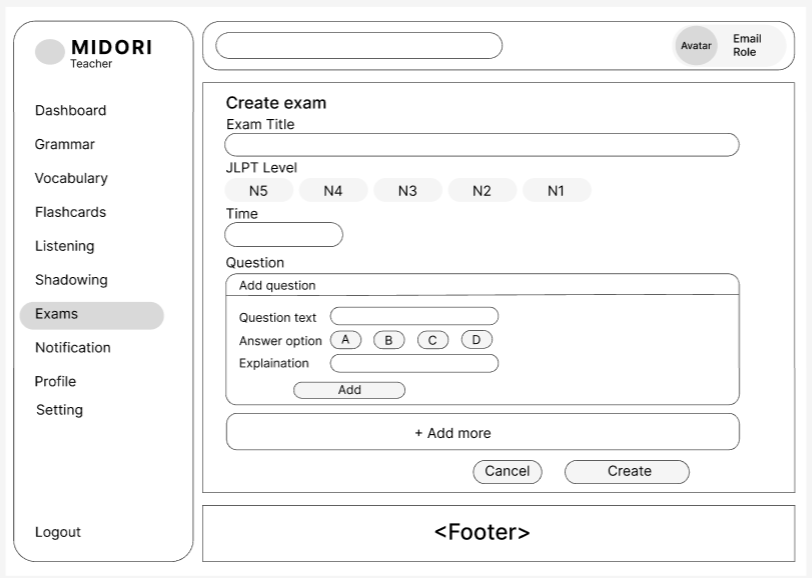 MIDORI
Teacher
Dashboard
Grammar
Vocabulary
Flashcards
Listening
Shadowing
Exams
Notification
Profile
Setting
Logout
Avatar
Email
Role
Create exam
Exam Title
JLPT Level
N5 N4 N3 N2 N1
Time
Question
Add question
Question text
Answer option A B C D
Explaination
Add
+ Add more
Cancel Create
<Footer>